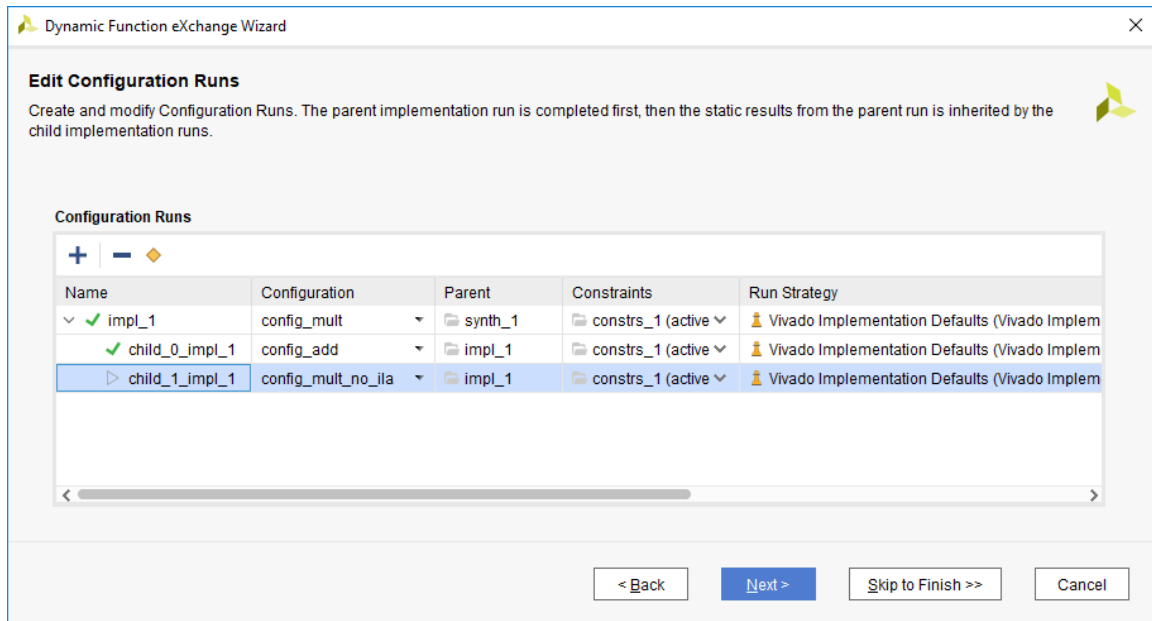 Dynamic Function eXchange Wizard
Edit Configuration Runs
Create and modify Configuration Runs. The parent implementation run is completed first, then the static results from the parent run is inherited by the
child implementation runs.
Configuration Runs
Name Configuration Parent Constraints Run Strategy
impl_1 config_mult synth_1 constrs_1 (active Vivado Implementation Defaults (Vivado Implem
child_0_impl_1 config_add impl_1 constrs_1 (active Vivado Implementation Defaults (Vivado Implem
child_1_impl_1 config_mult_no_ila impl_1 constrs_1 (active Vivado Implementation Defaults (Vivado Implem
< Back Next > Skip to Finish >> Cancel